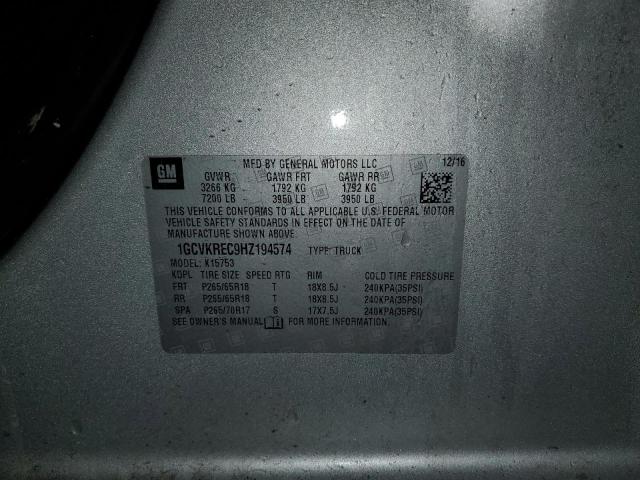 GM MFD BY GENERAL MOTORS LLC 12/16
GVWR GAWR FRT GAWR RR
3266 KG 1792 KG 1792 KG
7200 LB 3950 LB 3950 LB
THIS VEHICLE CONFORMS TO ALL APPLICABLE U.S. FEDERAL MOTOR
VEHICLE SAFETY STANDARDS IN EFFECT ON THE DATE OF
MANUFACTURE SHOWN ABOVE.
1GCVKREC9HZ194574 TYPE: TRUCK
MODEL: K15753
KDPL TIRE SIZE SPEED RTG RIM COLD TIRE PRESSURE
FRT P265/65R18 T 18X8.5J 240KPA(35PSI)
RR P265/65R18 T 18X8.5J 240KPA(35PSI)
SPA P265/70R17 S 17X7.5J 240KPA(35PSI)
SEE OWNER'S MANUAL FOR MORE INFORMATION.